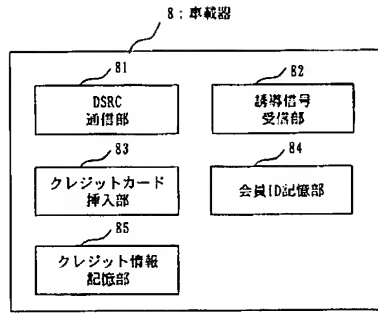 8：車載器
81
DSRC
通信部
82
誘導信号
受信部
83
クレジットカード
挿入部
84
会員ID記憶部
85
クレジット情報
記憶部